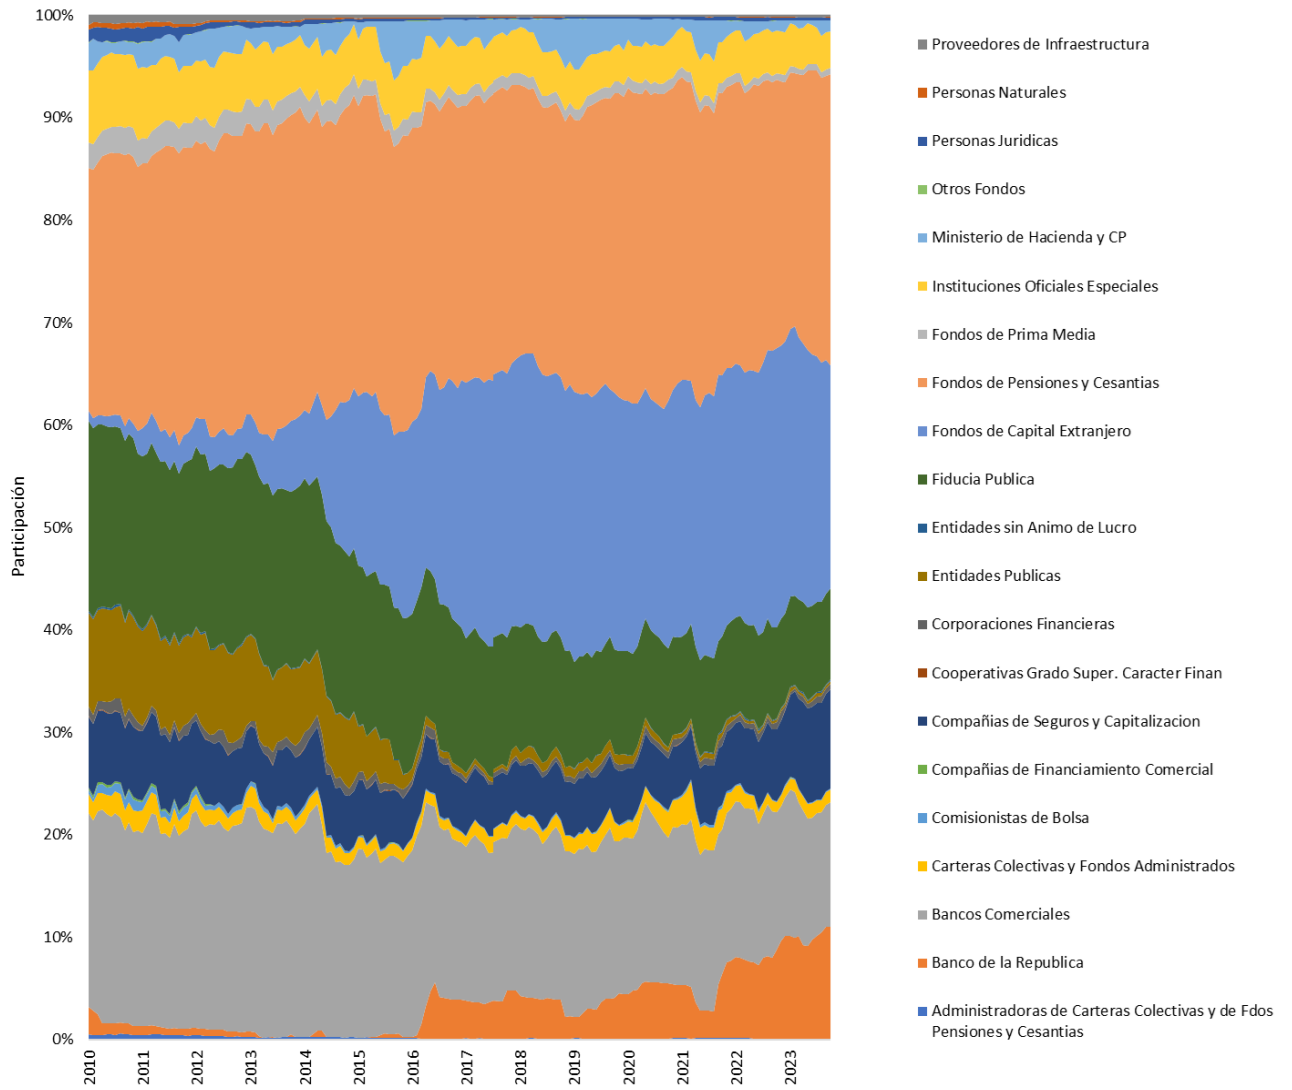 100%
90%
80%
70%
60%
50%
40%
30%
20%
10%
0%
Participación
2010
2011
2012
2013
2014
2015
2016
2017
2018
2019
2020
2021
2022
2023
Proveedores de Infraestructura
Personas Naturales
Personas Juridicas
Otros Fondos
Ministerio de Hacienda y CP
Instituciones Oficiales Especiales
Fondos de Prima Media
Fondos de Pensiones y Cesantias
Fondos de Capital Extranjero
Fiducia Publica
Entidades sin Animo de Lucro
Entidades Publicas
Corporaciones Financieras
Cooperativas Grado Super. Caracter Finan
Compañias de Seguros y Capitalizacion
Compañias de Financiamiento Comercial
Comisionistas de Bolsa
Carteras Colectivas y Fondos Administrados
Bancos Comerciales
Banco de la Republica
Administradoras de Carteras Colectivas y de Fdos
Pensiones y Cesantias